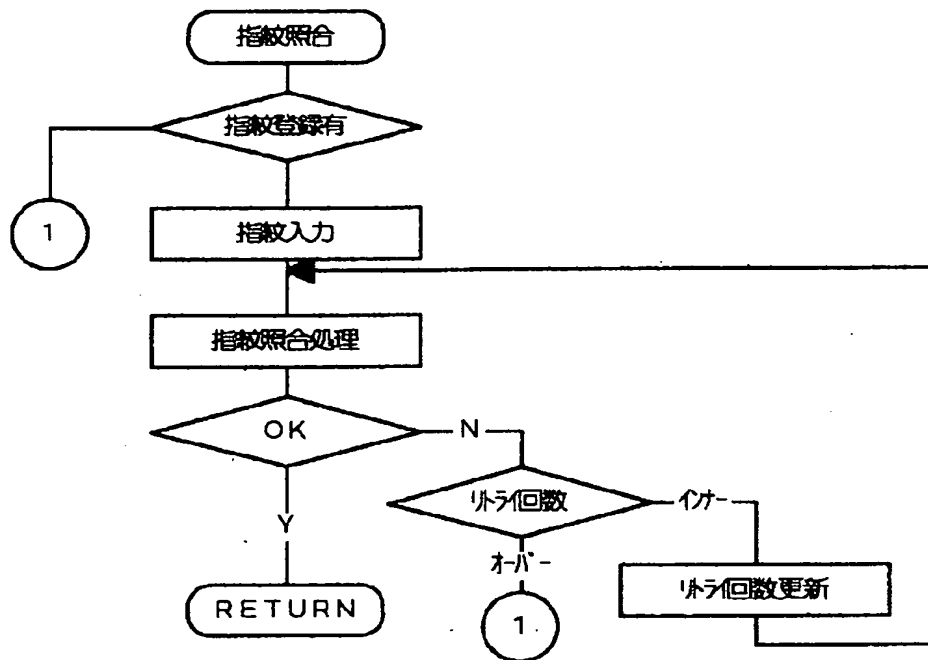 指紋照合
指紋登録有
1
指紋入力
指紋照合処理
OK
N
リトライ回数
インナー
Y
オーバー
リトライ回数更新
RETURN
1.